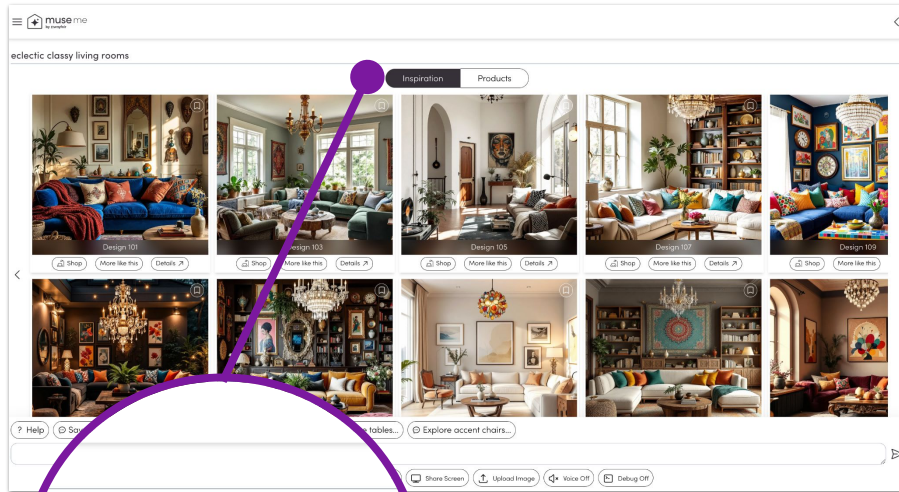 muse me
by wayfair
eclectic classy living rooms
Inspiration Products
Design 101
Design 103
Design 105
Design 107
Design 109
Shop More like this Details
Shop More like this Details
Shop More like this Details
Shop More like this Details
Shop More like this
? Help
tables...
Explore accent chairs...
Share Screen Upload Image Voice Off Debug Off